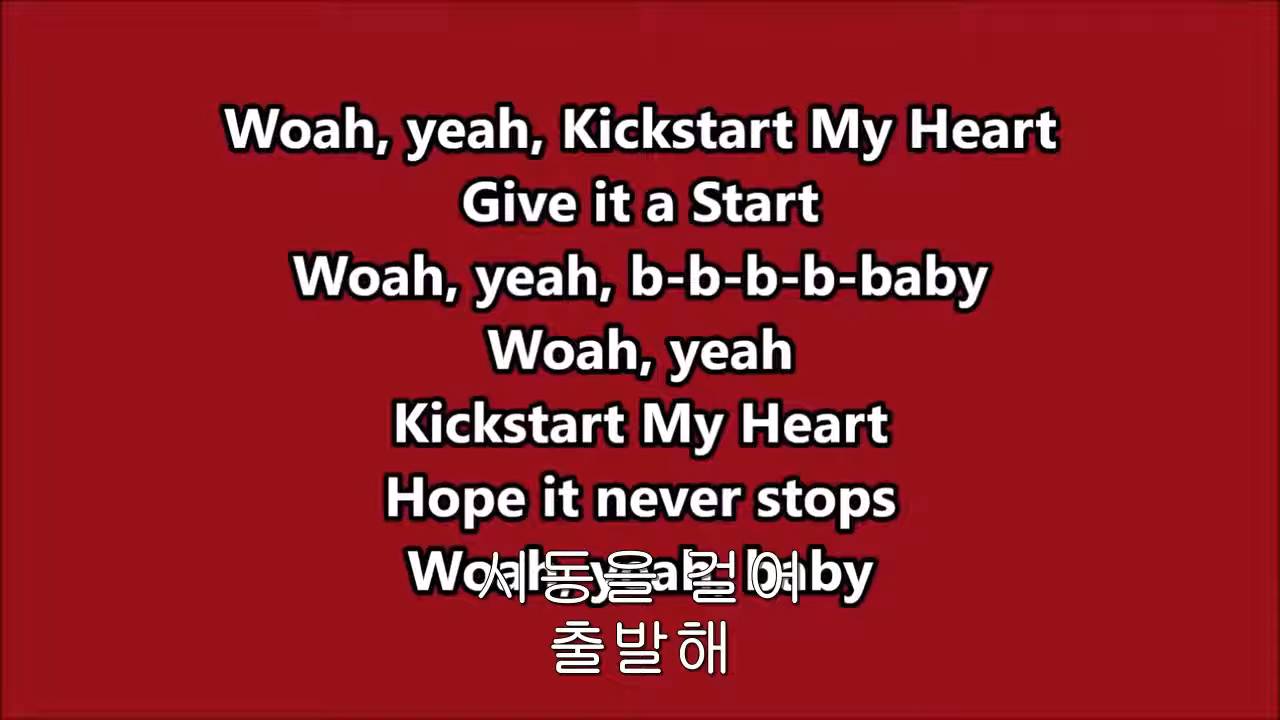 Woah, yeah, Kickstart My Heart
Give it a Start
Woah, yeah, b-b-b-b-baby
Woah, yeah
Kickstart My Heart
Hope it never stops
Woah, yeah, baby
시동을 걸어
출발해